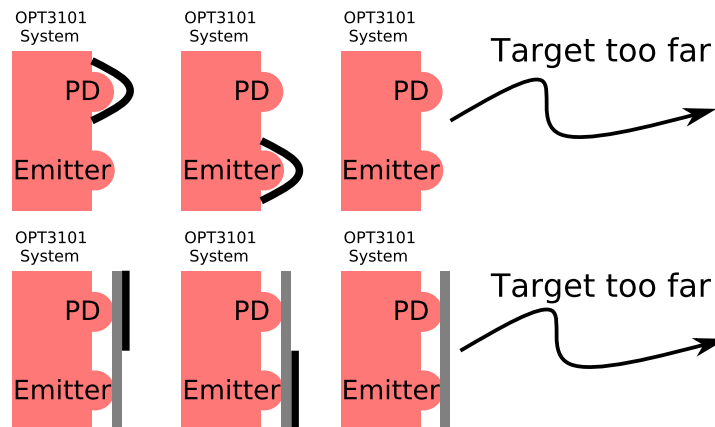 OPT3101
System
OPT3101
System
OPT3101
System
Target too far
PD
PD
PD
Emitter
Emitter
Emitter
OPT3101
System
OPT3101
System
OPT3101
System
Target too far
PD
PD
PD
Emitter
Emitter
Emitter